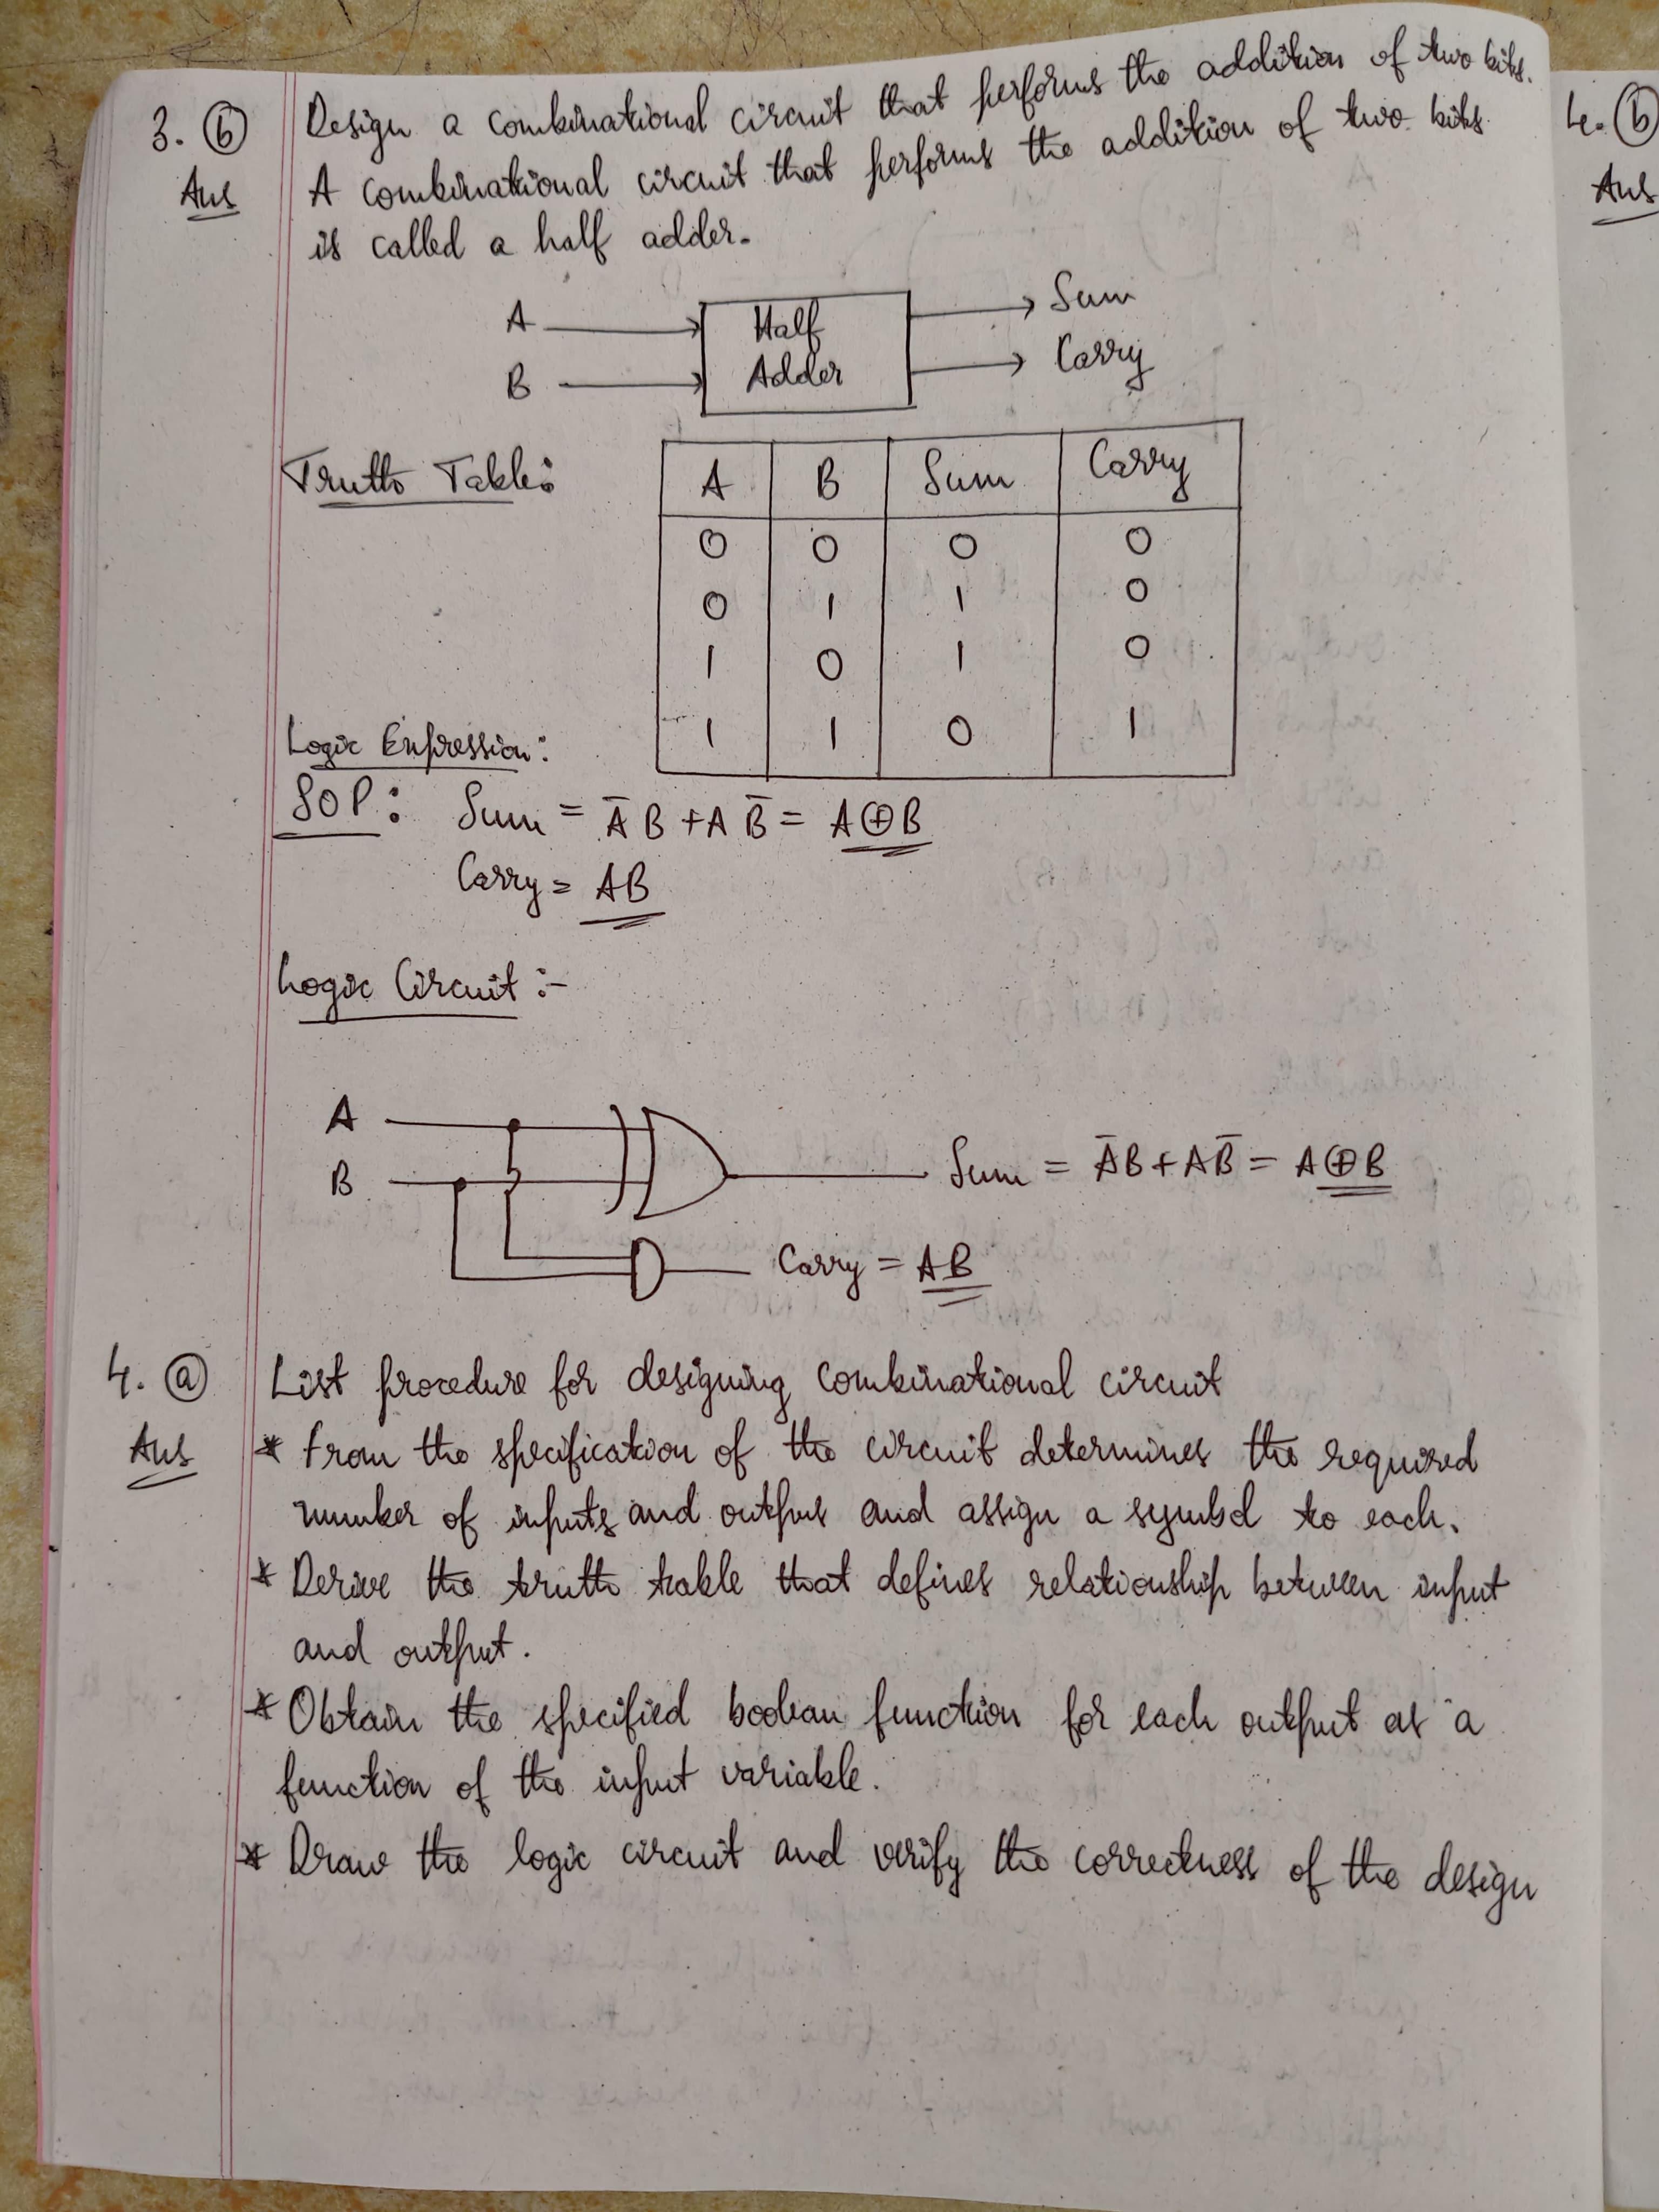 3. (b) Design a combinational circuit that performs the addition of two bits.
Ans A combinational circuit that performs the addition of two bits
is called a half adder.
A Half Adder Sum
B Carry
Truth Table:
A B Sum Carry
0 0 0 0
0 1 1 0
1 0 1 0
1 1 0 1
Logic Expression:
SOP: Sum = A̅B + AB̅ = A⊕B
Carry = AB
Logic Circuit :-
A
B
Sum = A̅B + AB̅ = A⊕B
Carry = AB
4. (a) List procedure for designing combinational circuit
Ans * From the specification of the circuit determines the required
number of inputs and output and assign a symbol to each.
* Derive the truth table that defines relationship between input
and output.
* Obtain the specified boolean function for each output as a
function of the input variable.
* Draw the logic circuit and verify the correctness of the design
4. (b)
Ans